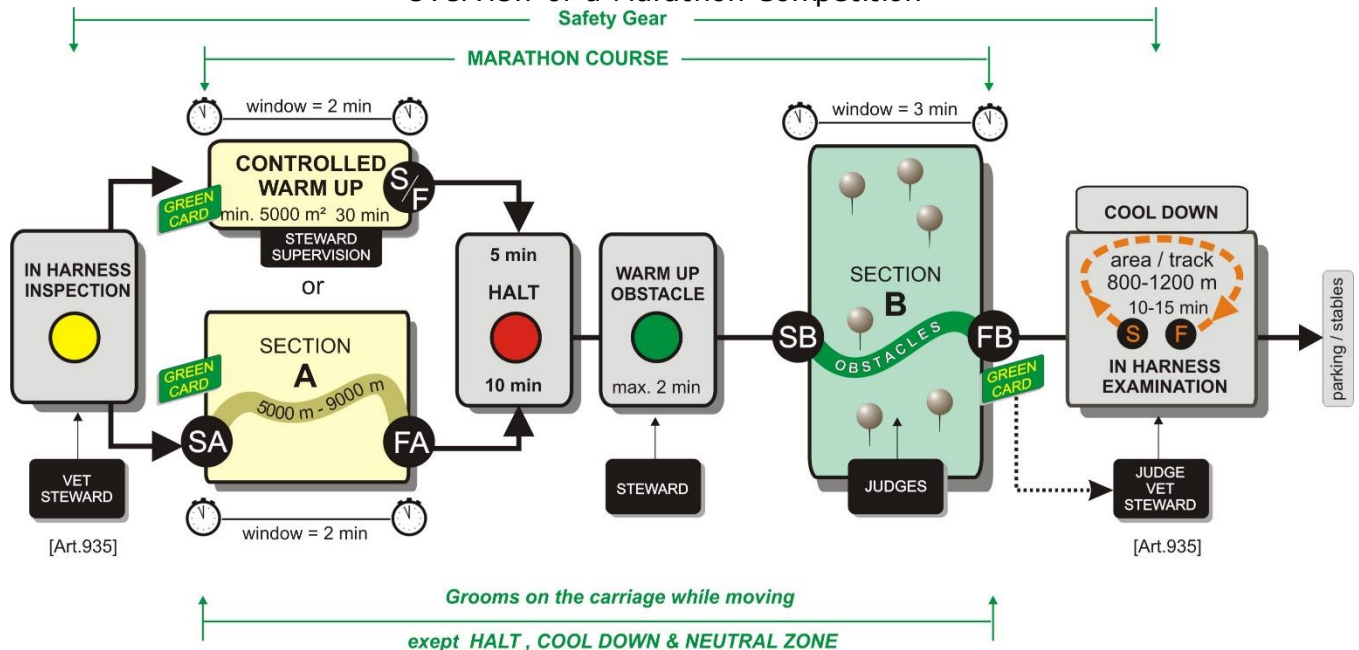 Overview of a Marathon Competition
Safety Gear
MARATHON COURSE
window = 2 min
window = 3 min
CONTROLLED
WARM UP
min. 5000 m² 30 min
S/F
GREEN
CARD
STEWARD
SUPERVISION
or
IN HARNESS
INSPECTION
SECTION
A
5000 m - 9000 m
GREEN
CARD
SA
FA
window = 2 min
VET
STEWARD
[Art.935]
5 min
HALT
10 min
WARM UP
OBSTACLE
max. 2 min
STEWARD
SECTION
B
SB
OBSTACLES
FB
JUDGES
GREEN
CARD
COOL DOWN
area / track
800-1200 m
10-15 min
S F
IN HARNESS
EXAMINATION
JUDGE
VET
STEWARD
[Art.935]
parking / stables
Grooms on the carriage while moving
exept HALT , COOL DOWN & NEUTRAL ZONE